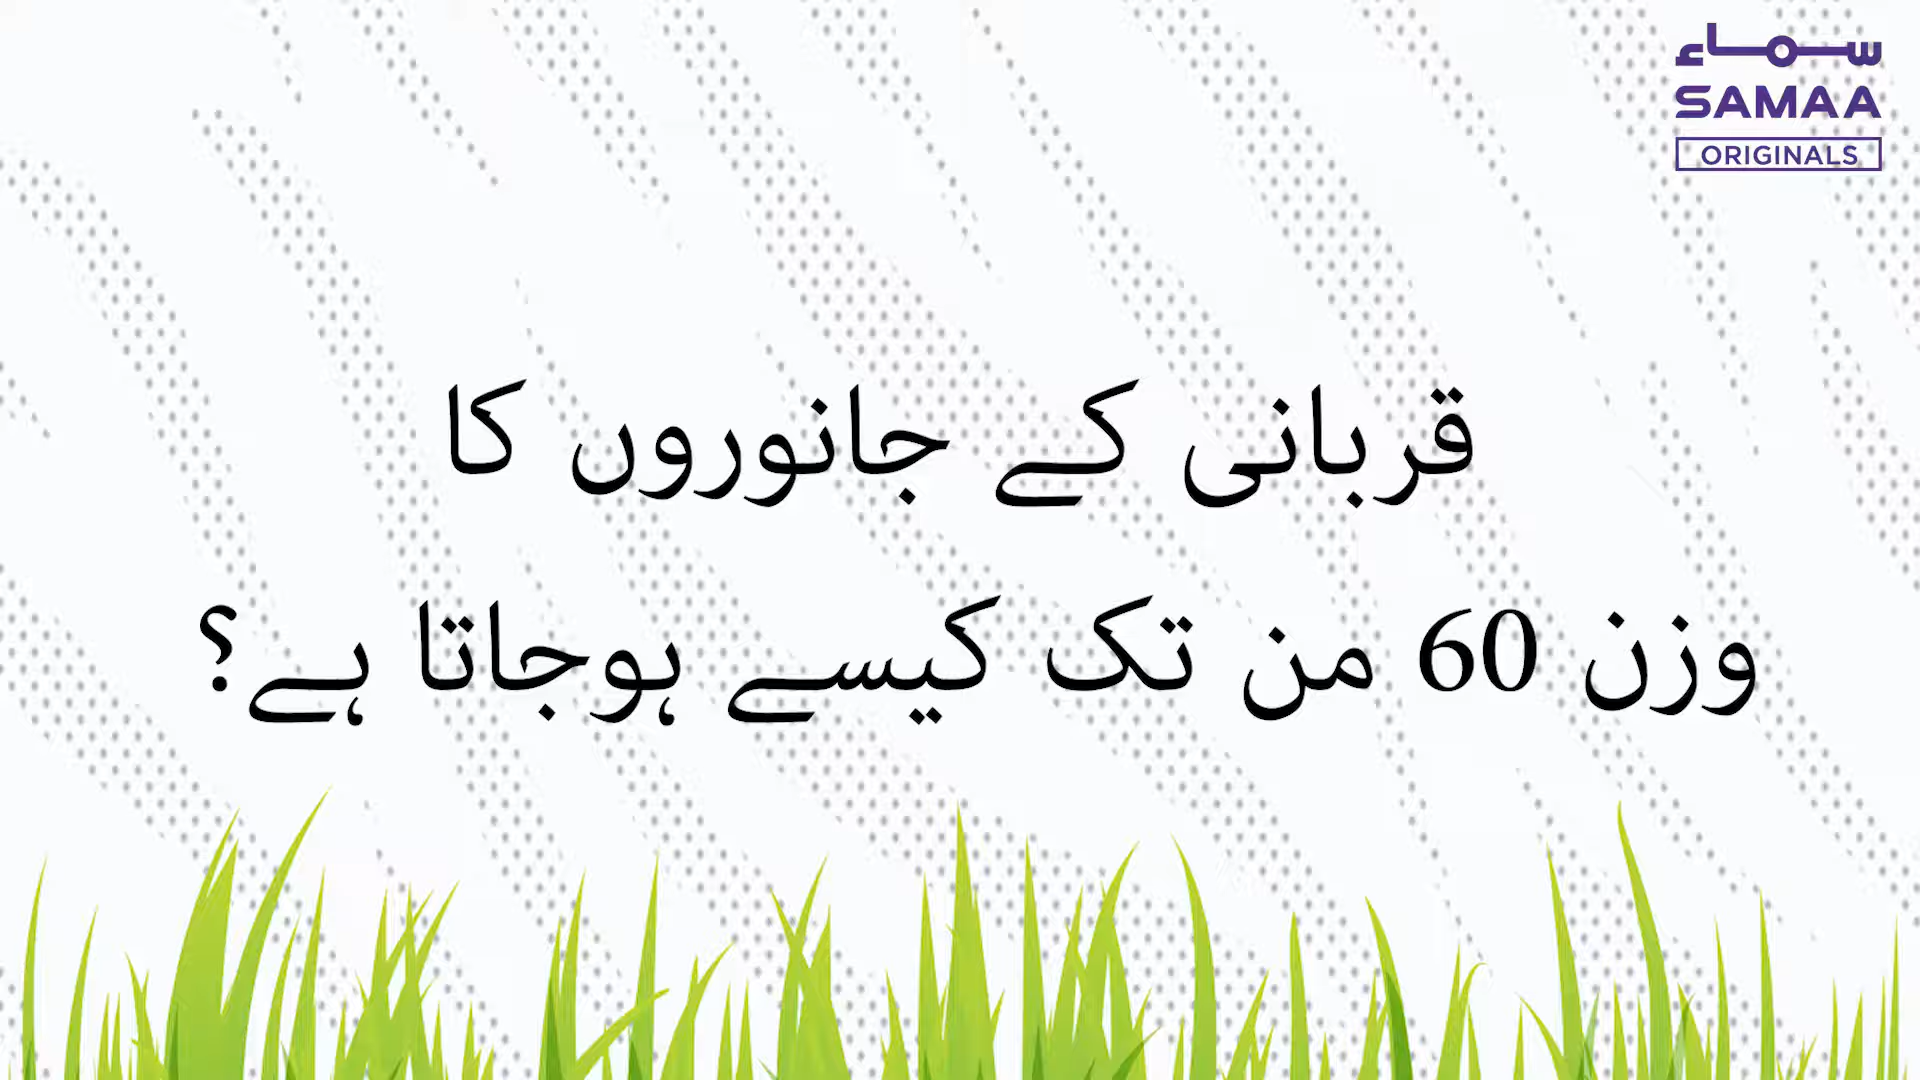 سماء
SAMAA
ORIGINALS
قربانی کے جانوروں کا
وزن 60 من تک کیسے ہوجاتا ہے؟